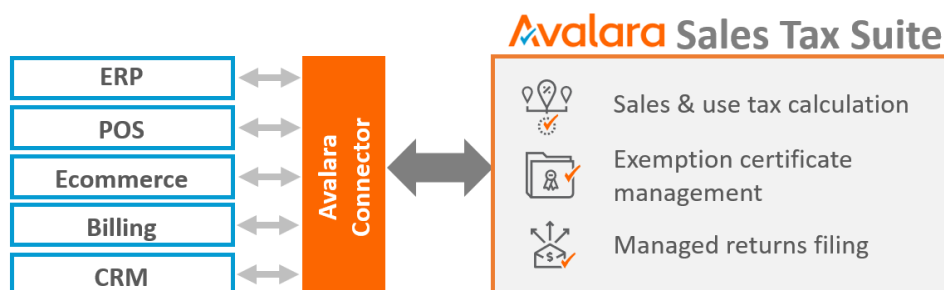 Avalara Sales Tax Suite
ERP
POS
Ecommerce
Billing
CRM
Avalara
Connector
Sales & use tax calculation
Exemption certificate
management
Managed returns filing